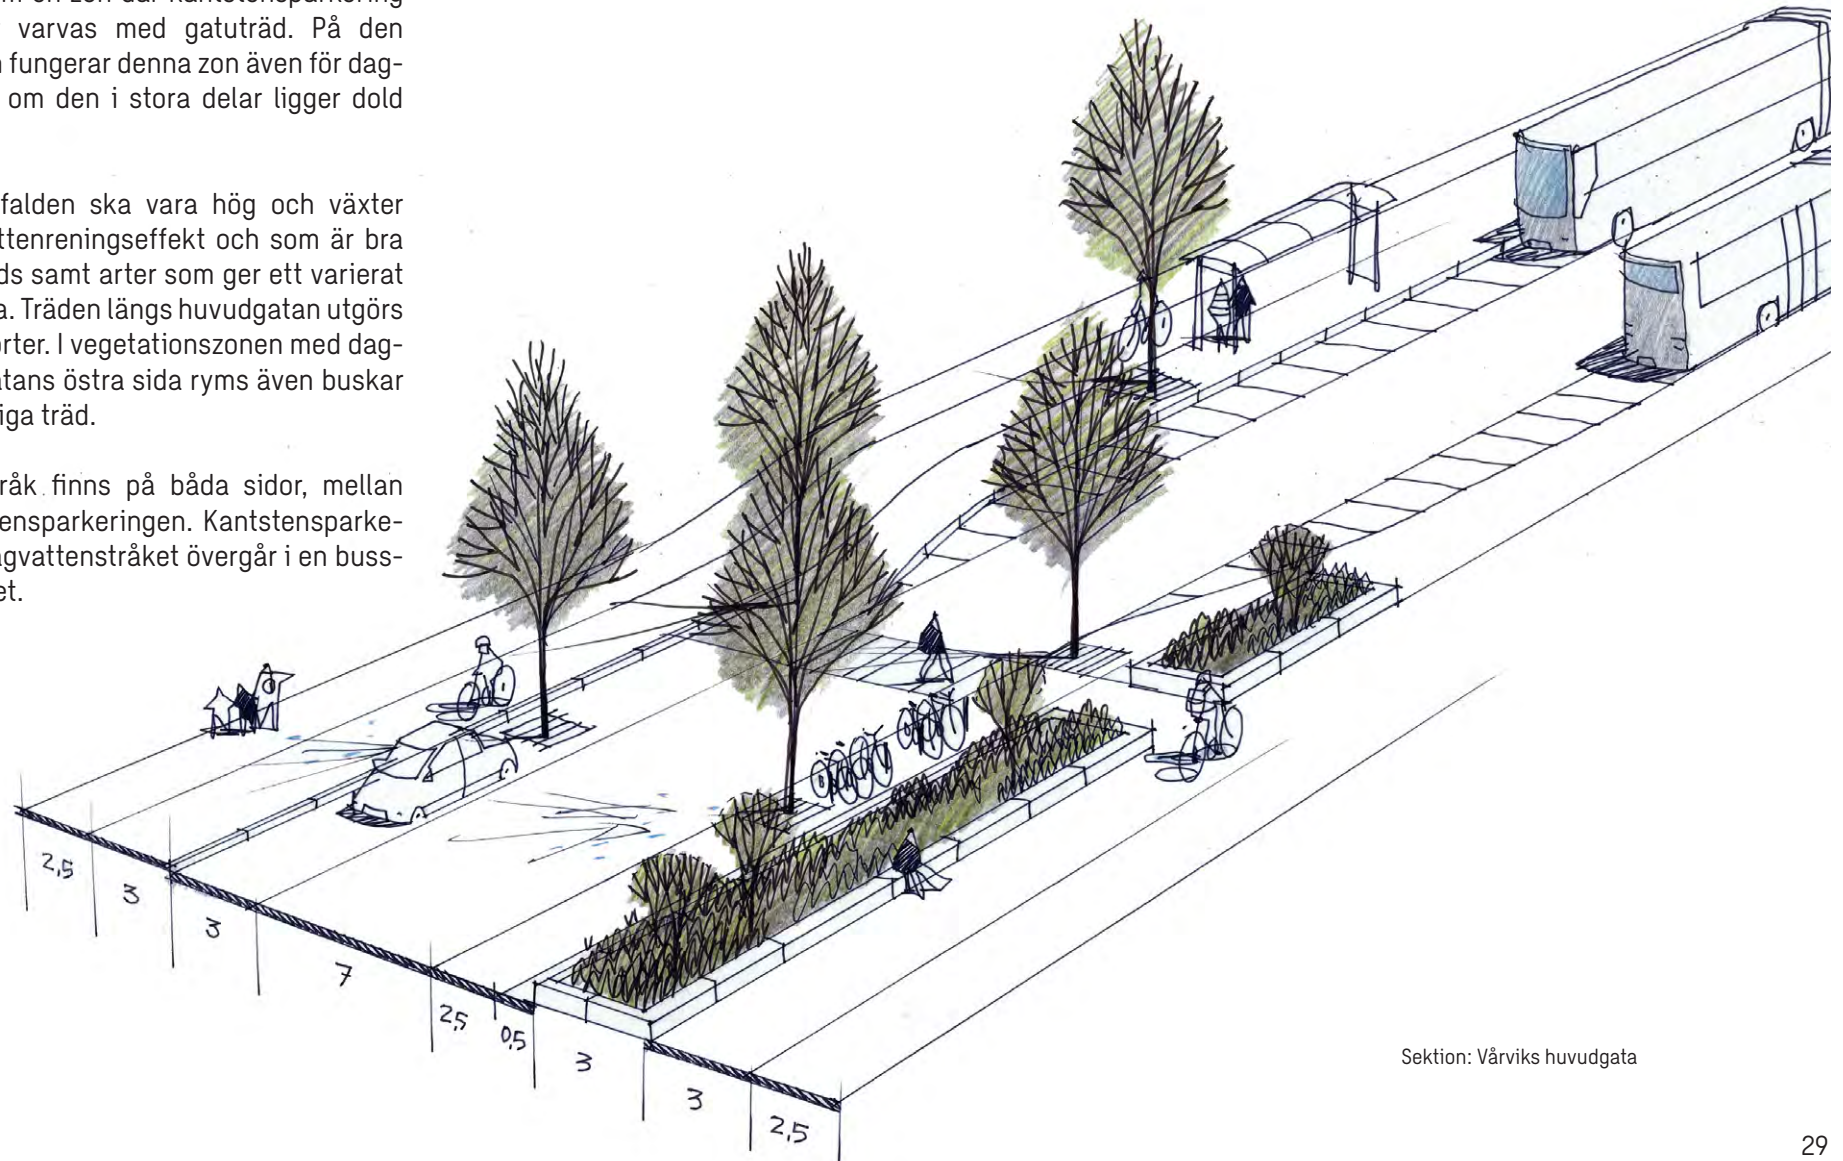 varvas med gatuträd. På den
fungerar denna zon även för dag-
om den i stora delar ligger dold
falden ska vara hög och växter
ttenreningseffekt och som är bra
ds samt arter som ger ett varierat
a. Träden längs huvudgatan utgörs
orter. I vegetationszonen med dag-
atans östra sida ryms även buskar
iga träd.
råk finns på båda sidor, mellan
tensparkeringen. Kantstensparke-
agvattenstråket övergår i en buss-
et.
2,5
3
3
7
2,5
0,5
3
3
2,5
Sektion: Vårviks huvudgata
29